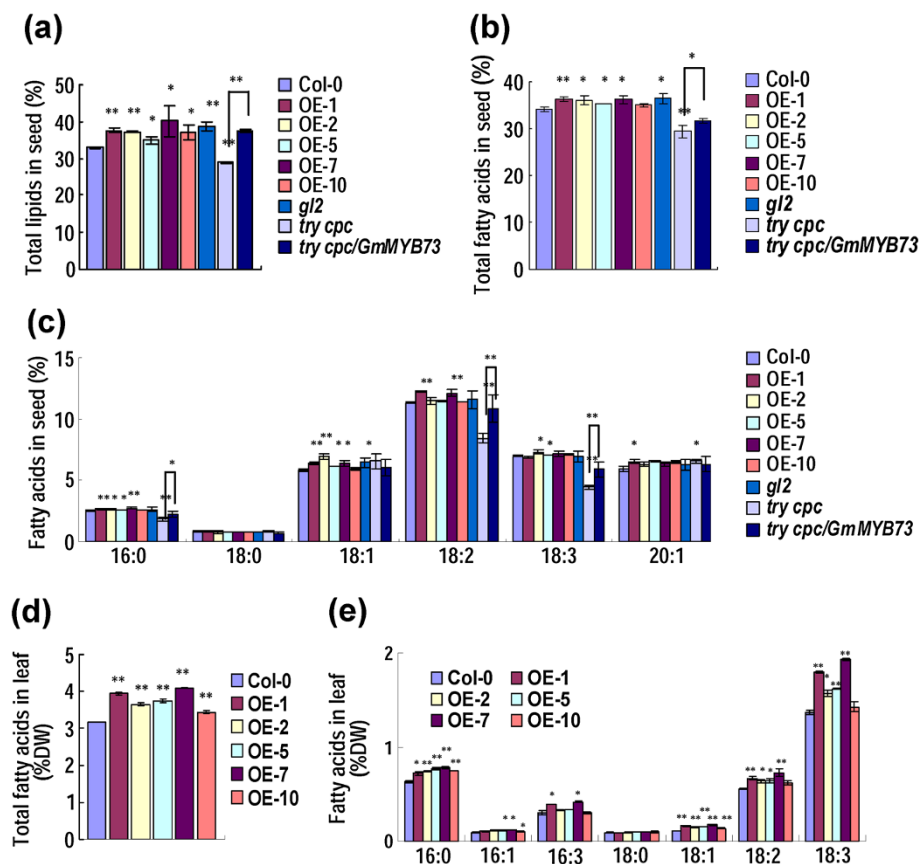 (a)
Total lipids in seed (%)
50
40
30
20
10
0
** ** * * * ** ** **
Col-0
OE-1
OE-2
OE-5
OE-7
OE-10
gl2
try cpc
try cpc/GmMYB73
(b)
Total fatty acids in seed (%)
40
30
20
10
0
** * * * * ** *
Col-0
OE-1
OE-2
OE-5
OE-7
OE-10
gl2
try cpc
try cpc/GmMYB73
(c)
Fatty acids in seed (%)
15
10
5
0
16:0 18:0 18:1 18:2 18:3 20:1
Col-0
OE-1
OE-2
OE-5
OE-7
OE-10
gl2
try cpc
try cpc/GmMYB73
(d)
Total fatty acids in leaf
(%DW)
5
4
3
2
1
0
** ** ** ** **
Col-0
OE-1
OE-2
OE-5
OE-7
OE-10
(e)
Fatty acids in leaf
(%DW)
2
1
0
Col-0 OE-1
OE-2 OE-5
OE-7 OE-10
16:0 16:1 16:3 18:0 18:1 18:2 18:3